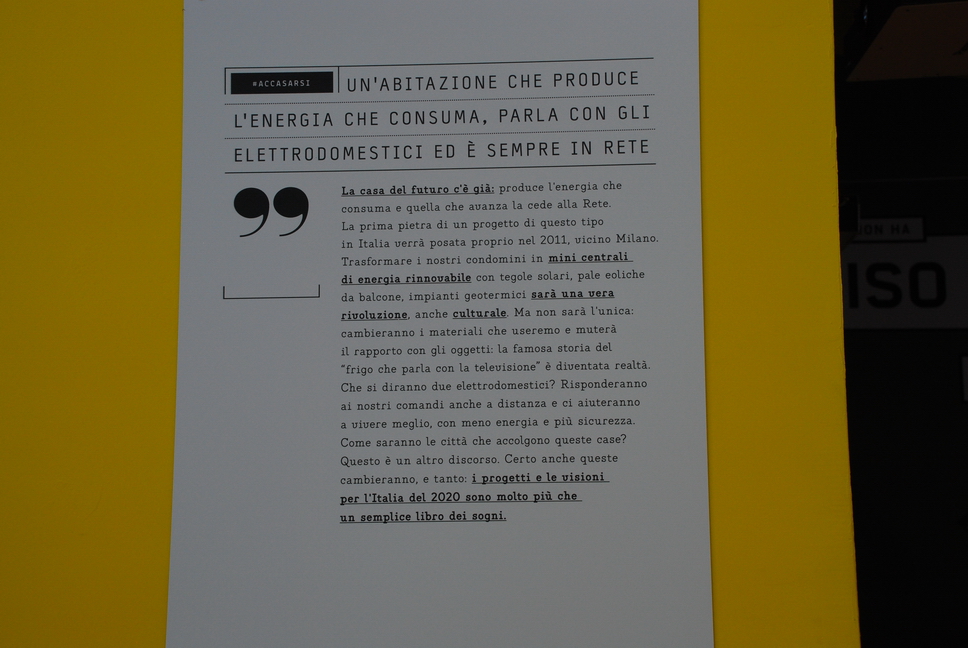 #ACCASARSI UN'ABITAZIONE CHE PRODUCE
L'ENERGIA CHE CONSUMA, PARLA CON GLI
ELETTRODOMESTICI ED È SEMPRE IN RETE
La casa del futuro c'è già: produce l'energia che
consuma e quella che avanza la cede alla Rete.
La prima pietra di un progetto di questo tipo
in Italia verrà posata proprio nel 2011, vicino Milano.
Trasformare i nostri condomini in mini centrali
di energia rinnovabile con tegole solari, pale eoliche
da balcone, impianti geotermici sarà una vera
rivoluzione, anche culturale. Ma non sarà l'unica:
cambieranno i materiali che useremo e muterà
il rapporto con gli oggetti: la famosa storia del
"frigo che parla con la televisione" è diventata realtà.
Che si diranno due elettrodomestici? Risponderanno
ai nostri comandi anche a distanza e ci aiuteranno
a vivere meglio, con meno energia e più sicurezza.
Come saranno le città che accolgono queste case?
Questo è un altro discorso. Certo anche queste
cambieranno, e tanto: i progetti e le visioni
per l'Italia del 2020 sono molto più che
un semplice libro dei sogni.
HA